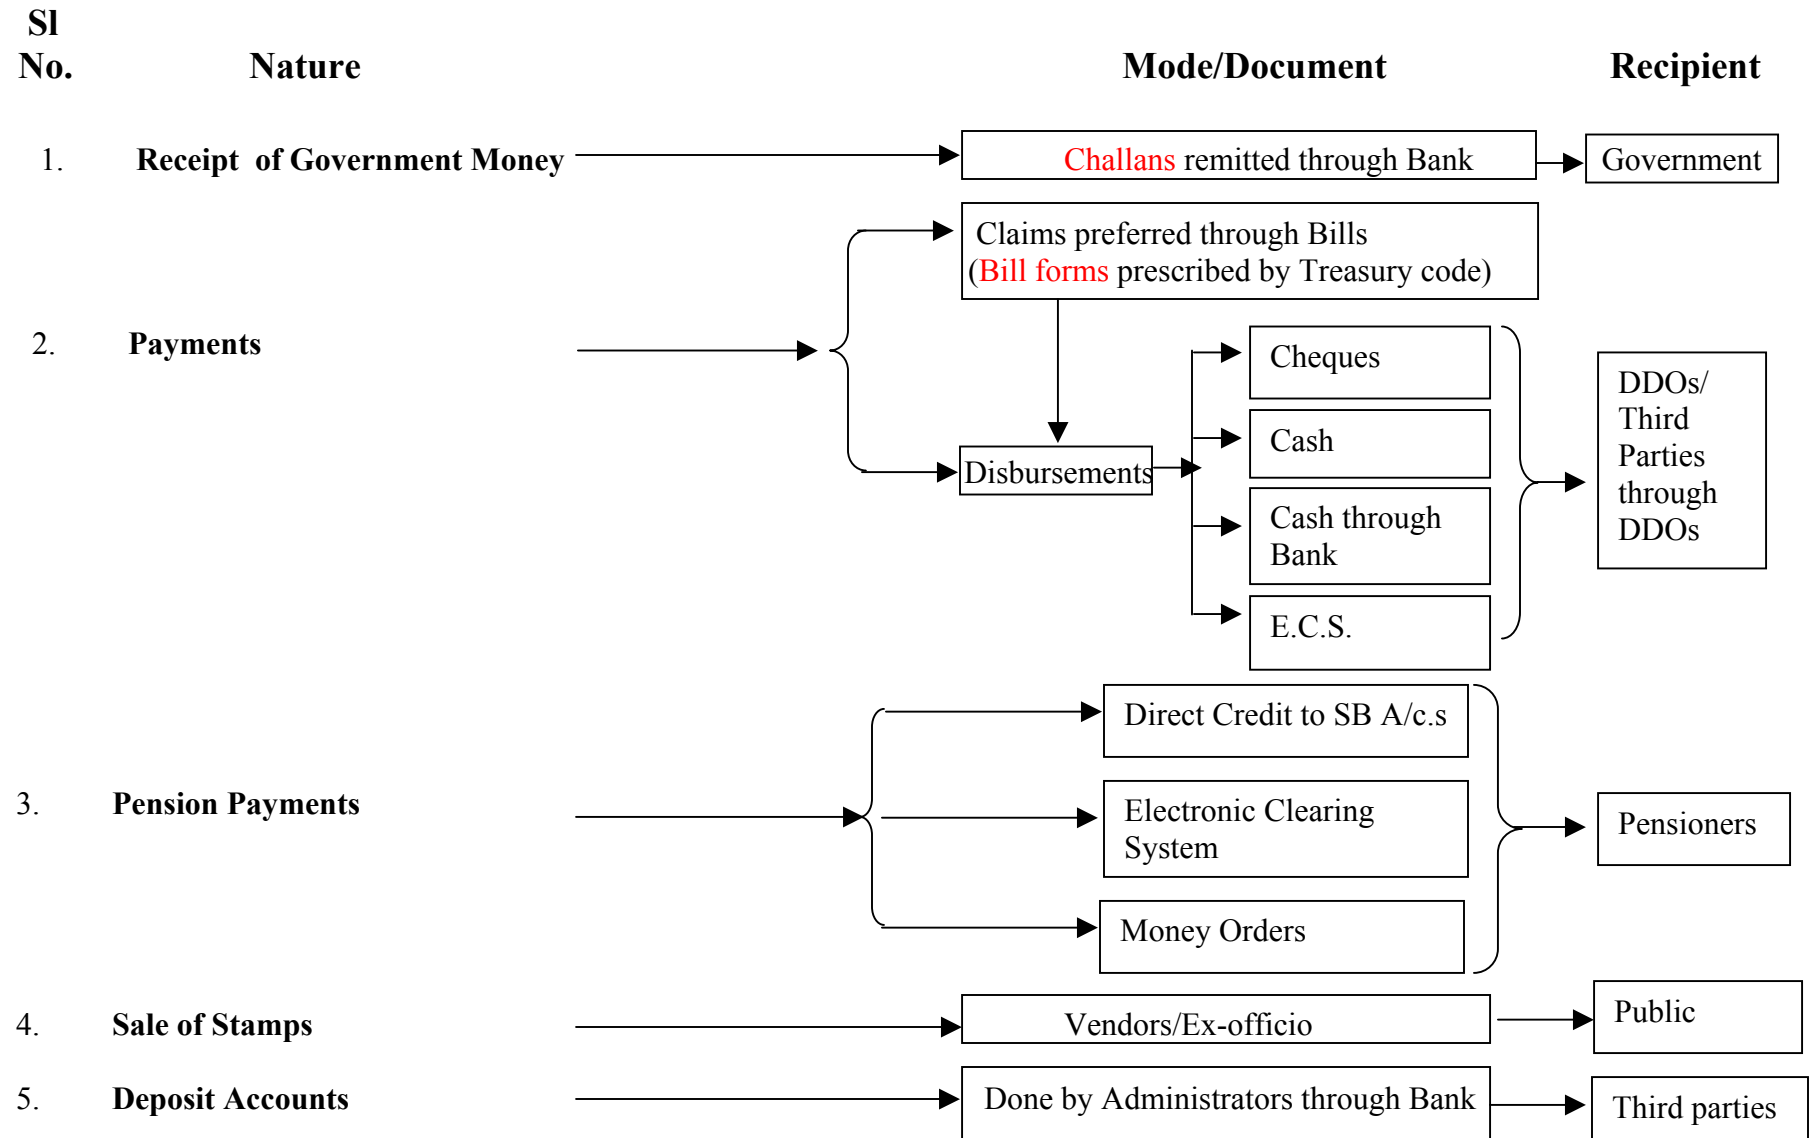 Sl
No. Nature Mode/Document Recipient
1. Receipt of Government Money Challans remitted through Bank Government
Claims preferred through Bills
(Bill forms prescribed by Treasury code)
2. Payments
Cheques
Cash
Disbursements
Cash through
Bank
E.C.S.
DDOs/
Third
Parties
through
DDOs
Direct Credit to SB A/c.s
3. Pension Payments
Electronic Clearing
System
Money Orders
Pensioners
4. Sale of Stamps Vendors/Ex-officio Public
5. Deposit Accounts Done by Administrators through Bank Third parties